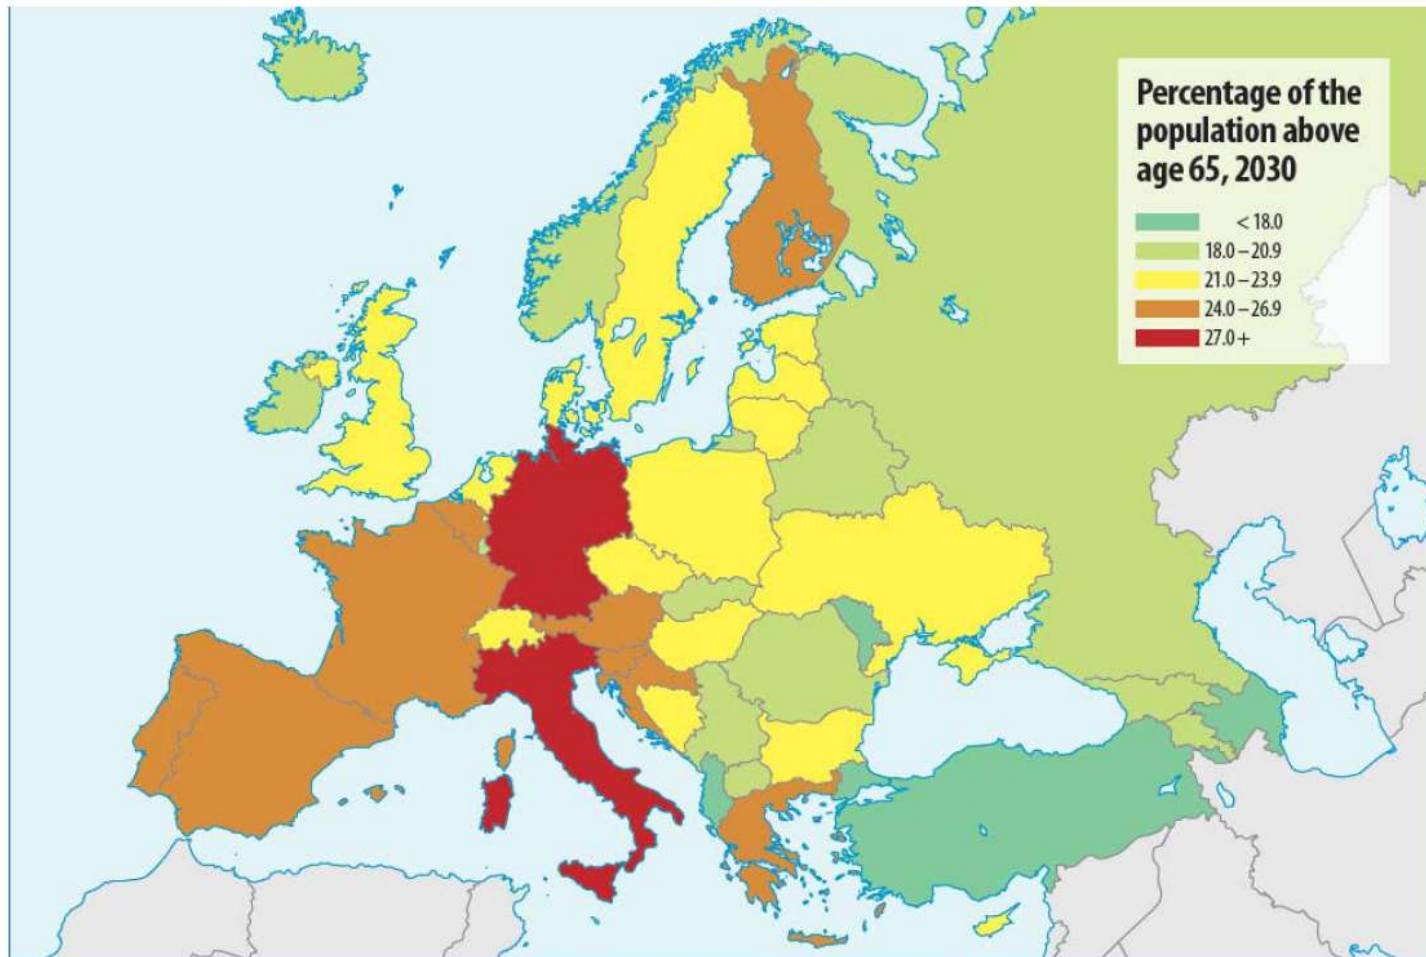 Percentage of the
population above
age 65, 2030
< 18.0
18.0–20.9
21.0–23.9
24.0–26.9
27.0+